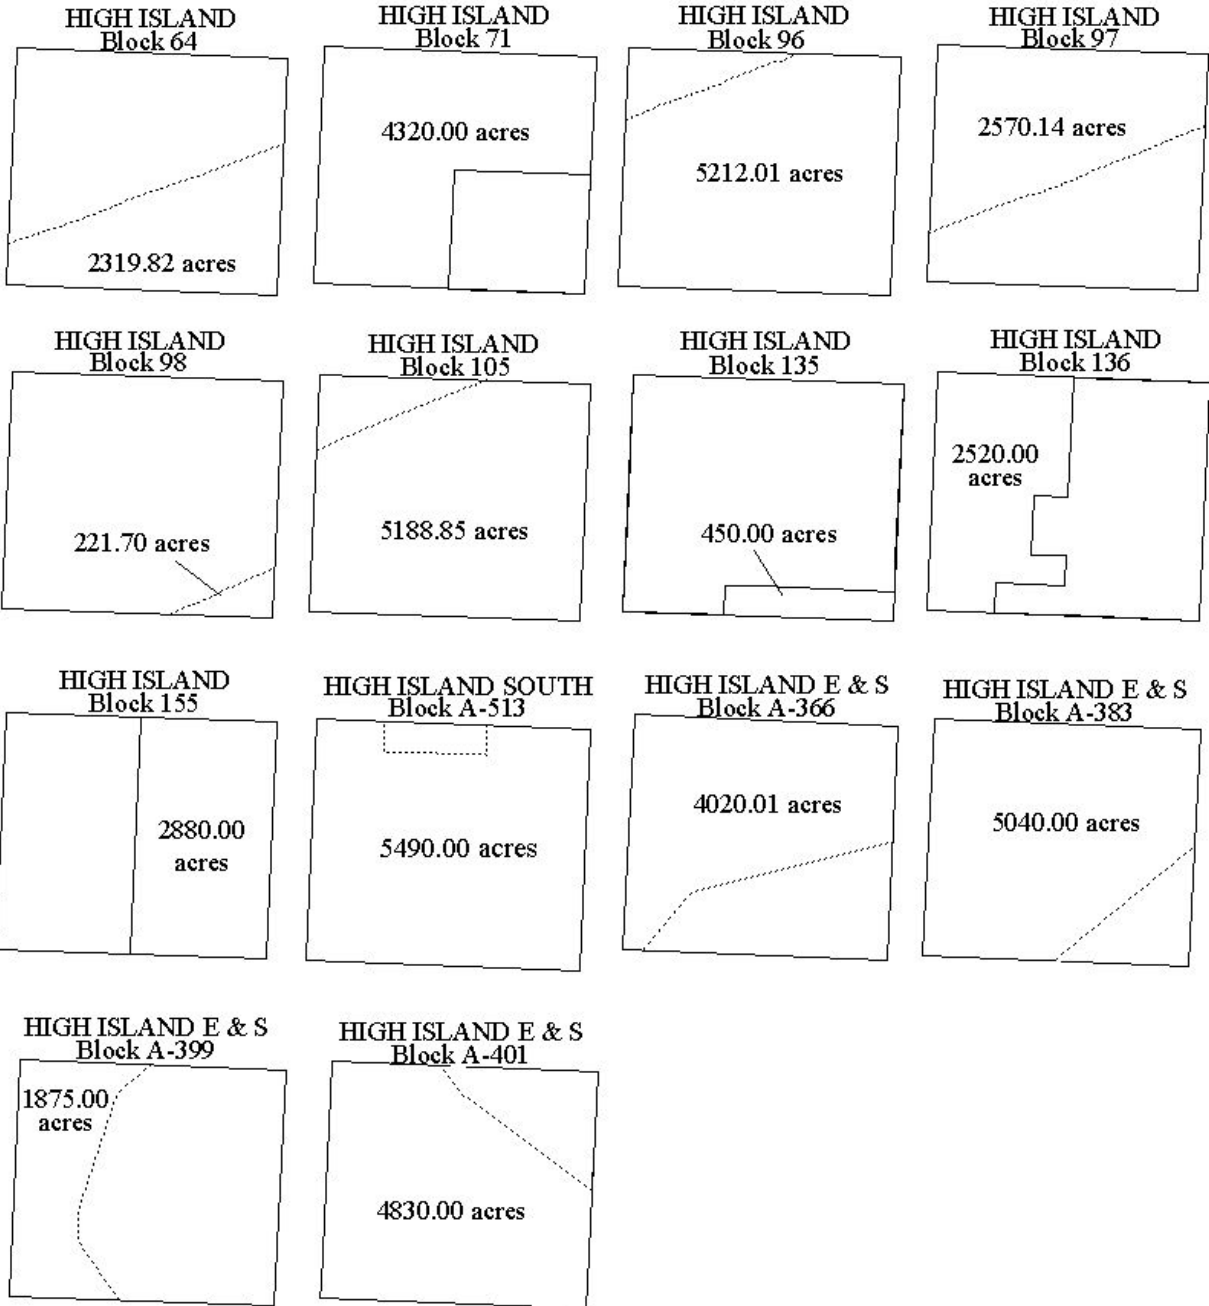 HIGH ISLAND
Block 64
2319.82 acres
HIGH ISLAND
Block 71
4320.00 acres
HIGH ISLAND
Block 96
5212.01 acres
HIGH ISLAND
Block 97
2570.14 acres
HIGH ISLAND
Block 98
221.70 acres
HIGH ISLAND
Block 105
5188.85 acres
HIGH ISLAND
Block 135
450.00 acres
HIGH ISLAND
Block 136
2520.00
acres
HIGH ISLAND
Block 155
2880.00
acres
HIGH ISLAND SOUTH
Block A-513
5490.00 acres
HIGH ISLAND E & S
Block A-366
4020.01 acres
HIGH ISLAND E & S
Block A-383
5040.00 acres
HIGH ISLAND E & S
Block A-399
1875.00
acres
HIGH ISLAND E & S
Block A-401
4830.00 acres